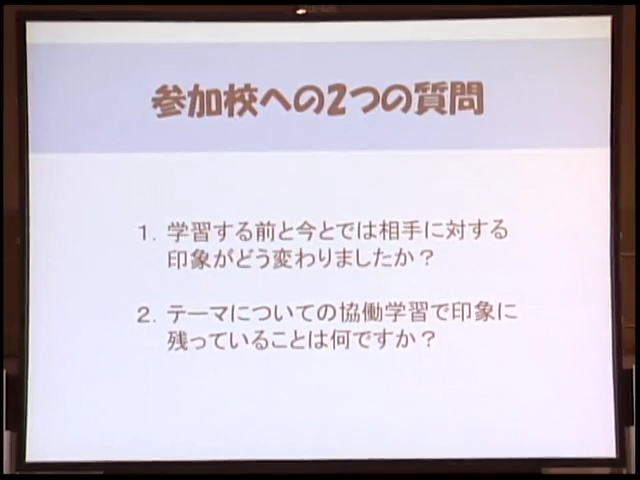 参加校への2つの質問
1. 学習する前と今とでは相手に対する
印象がどう変わりましたか？
2. テーマについての協働学習で印象に
残っていることは何ですか？